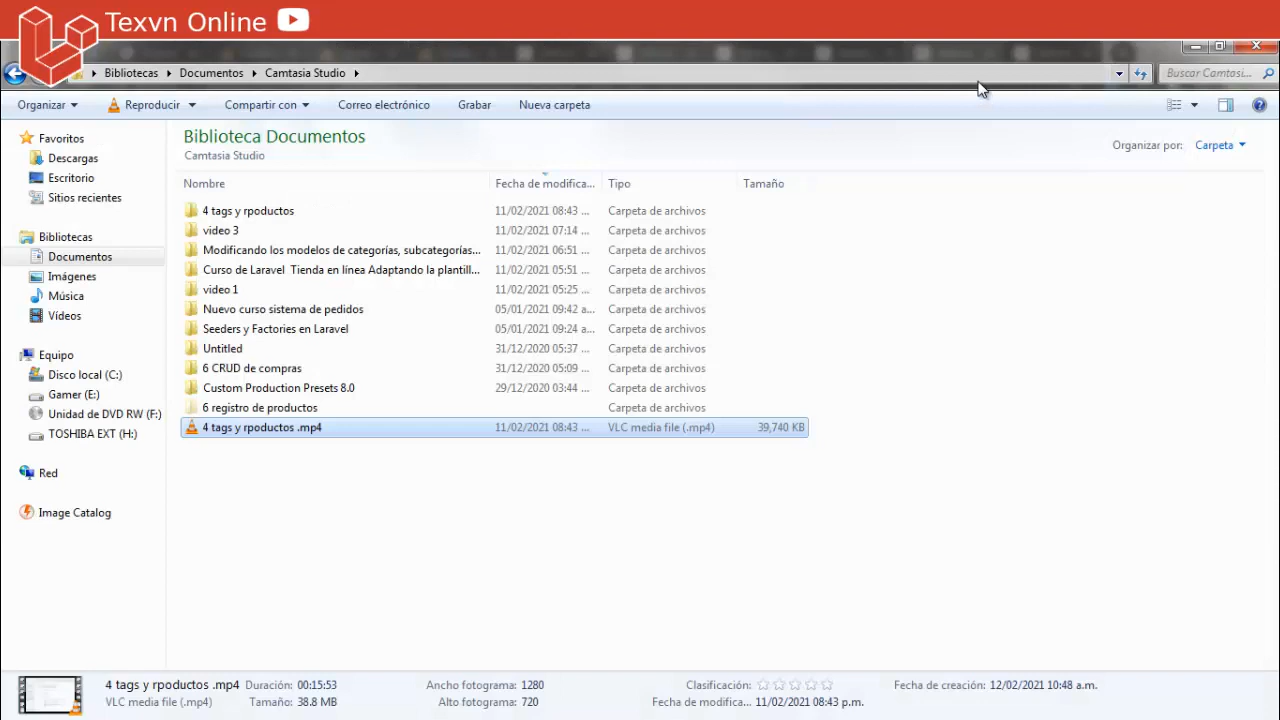 Texvn Online
Bibliotecas Documentos Camtasia Studio Buscar Camtasi...
Organizar Reproducir Compartir con Correo electrónico Grabar Nueva carpeta
Favoritos
Descargas
Escritorio
Sitios recientes
Bibliotecas
Documentos
Imágenes
Música
Vídeos
Equipo
Disco local (C:)
Gamer (E:)
Unidad de DVD RW (F:)
TOSHIBA EXT (H:)
Red
Image Catalog
Biblioteca Documentos
Camtasia Studio
Organizar por: Carpeta
Nombre Fecha de modifica... Tipo Tamaño
4 tags y rpoductos 11/02/2021 08:43 ... Carpeta de archivos
video 3 11/02/2021 07:14 ... Carpeta de archivos
Modificando los modelos de categorías, subcategorías... 11/02/2021 06:51 ... Carpeta de archivos
Curso de Laravel Tienda en línea Adaptando la plantill... 11/02/2021 05:51 ... Carpeta de archivos
video 1 11/02/2021 05:25 ... Carpeta de archivos
Nuevo curso sistema de pedidos 05/01/2021 09:42 a... Carpeta de archivos
Seeders y Factories en Laravel 05/01/2021 09:24 a... Carpeta de archivos
Untitled 31/12/2020 05:37 ... Carpeta de archivos
6 CRUD de compras 31/12/2020 05:09 ... Carpeta de archivos
Custom Production Presets 8.0 29/12/2020 03:44 ... Carpeta de archivos
6 registro de productos Carpeta de archivos
4 tags y rpoductos .mp4 11/02/2021 08:43 ... VLC media file (.mp4) 39,740 KB
4 tags y rpoductos .mp4 Duración: 00:15:53 Ancho fotograma: 1280 Clasificación: Fecha de creación: 12/02/2021 10:48 a.m.
VLC media file (.mp4) Tamaño: 38.8 MB Alto fotograma: 720 Fecha de modifica... 11/02/2021 08:43 p.m.